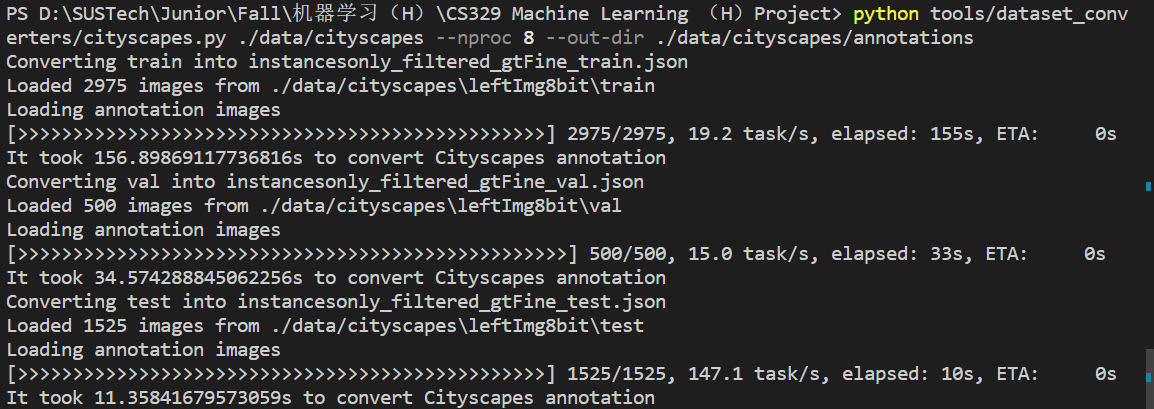 PS D:\SUSTech\Junior\Fall\机器学习（H）\CS329 Machine Learning （H）Project> python tools/dataset_conv
erters/cityscapes.py ./data/cityscapes --nproc 8 --out-dir ./data/cityscapes/annotations
Converting train into instancesonly_filtered_gtFine_train.json
Loaded 2975 images from ./data/cityscapes\leftImg8bit\train
Loading annotation images
[>>>>>>>>>>>>>>>>>>>>>>>>>>>>>>>>>>>>>>>>>>>>>>>>] 2975/2975, 19.2 task/s, elapsed: 155s, ETA:     0s
It took 156.89869117736816s to convert Cityscapes annotation
Converting val into instancesonly_filtered_gtFine_val.json
Loaded 500 images from ./data/cityscapes\leftImg8bit\val
Loading annotation images
[>>>>>>>>>>>>>>>>>>>>>>>>>>>>>>>>>>>>>>>>>>>>>>>>>>] 500/500, 15.0 task/s, elapsed: 33s, ETA:     0s
It took 34.574288845062256s to convert Cityscapes annotation
Converting test into instancesonly_filtered_gtFine_test.json
Loaded 1525 images from ./data/cityscapes\leftImg8bit\test
Loading annotation images
[>>>>>>>>>>>>>>>>>>>>>>>>>>>>>>>>>>>>>>>>>>>>>>>>] 1525/1525, 147.1 task/s, elapsed: 10s, ETA:     0s
It took 11.35841679573059s to convert Cityscapes annotation